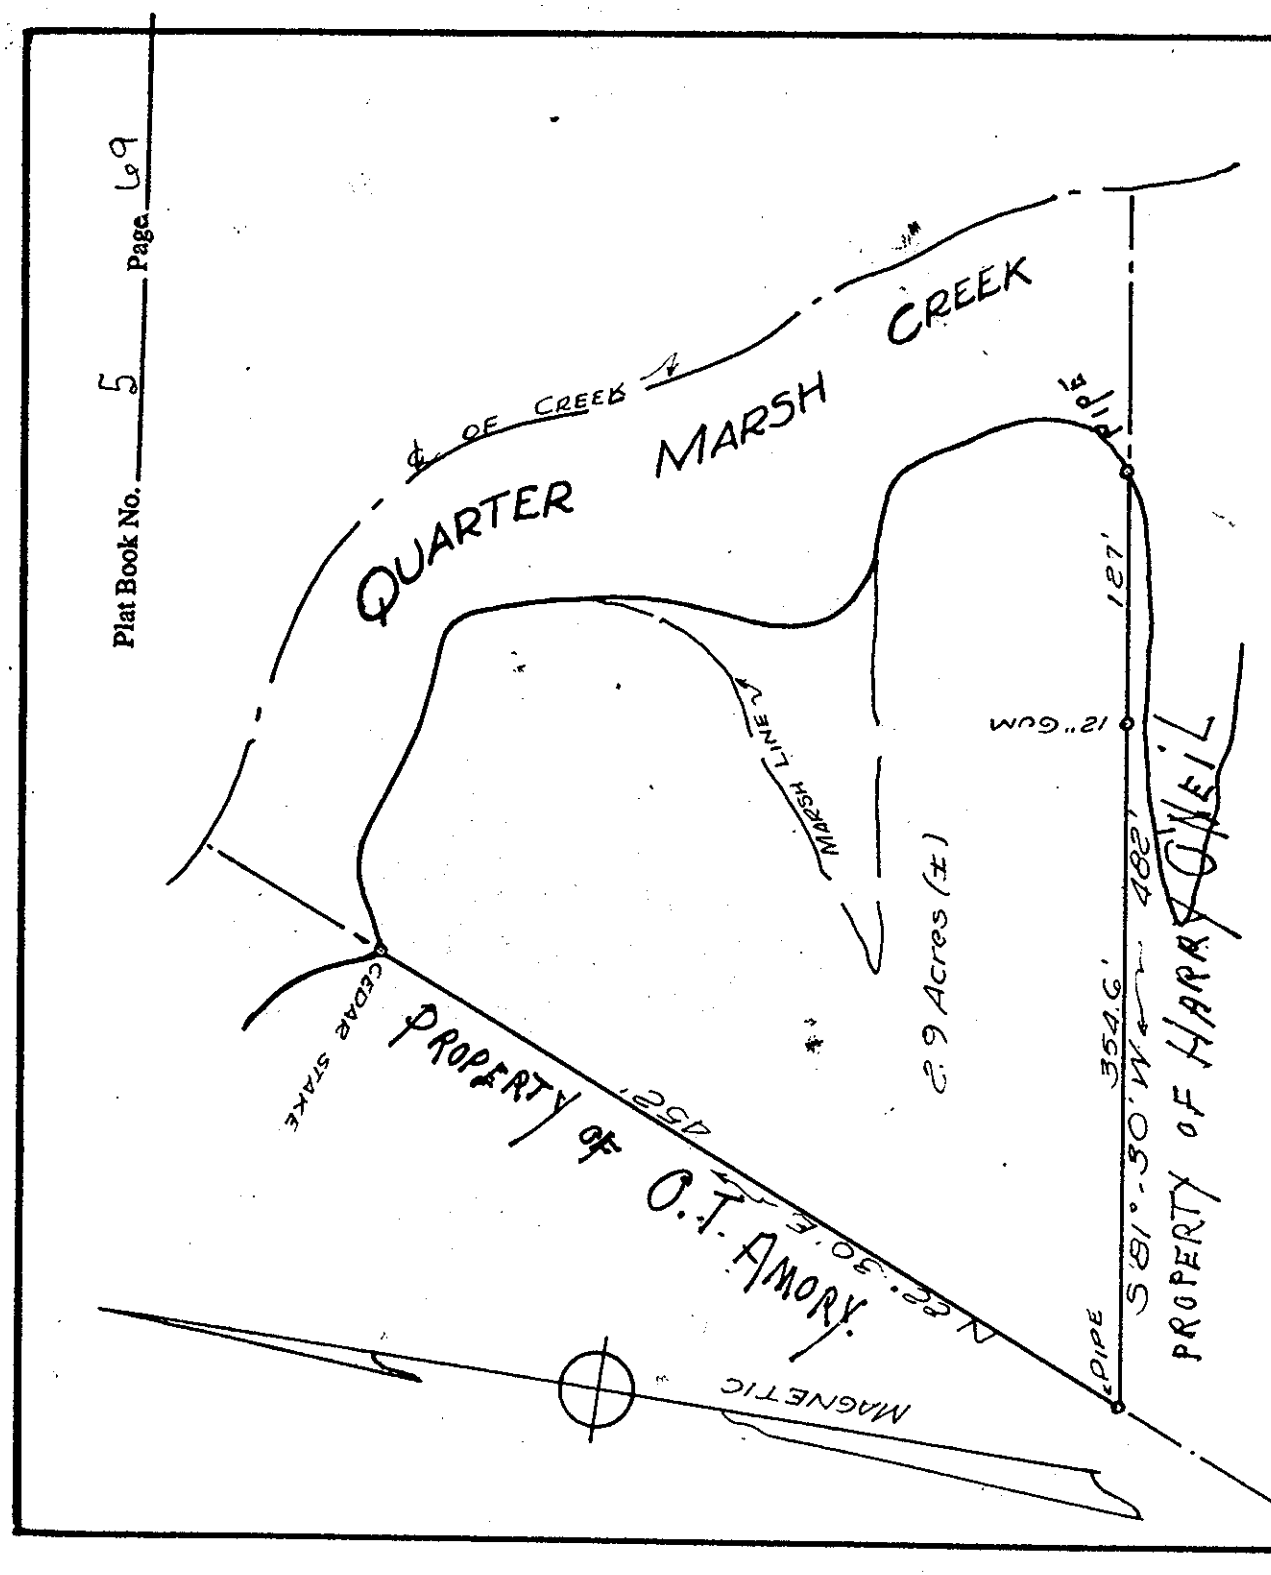 Plat Book No. 5 Page 69
℄ OF CREEK
QUARTER MARSH CREEK
PIPE
127'
12" GUM
MARSH LINE
MARSH LINE
2.9 Acres (±)
354.6'
S 81° - 30' W 482'
PROPERTY OF HARRY O'NEIL
CEDAR STAKE
PROPERTY OF O.T. AMORY.
452'
N 22° 30' E
PIPE
MAGNETIC